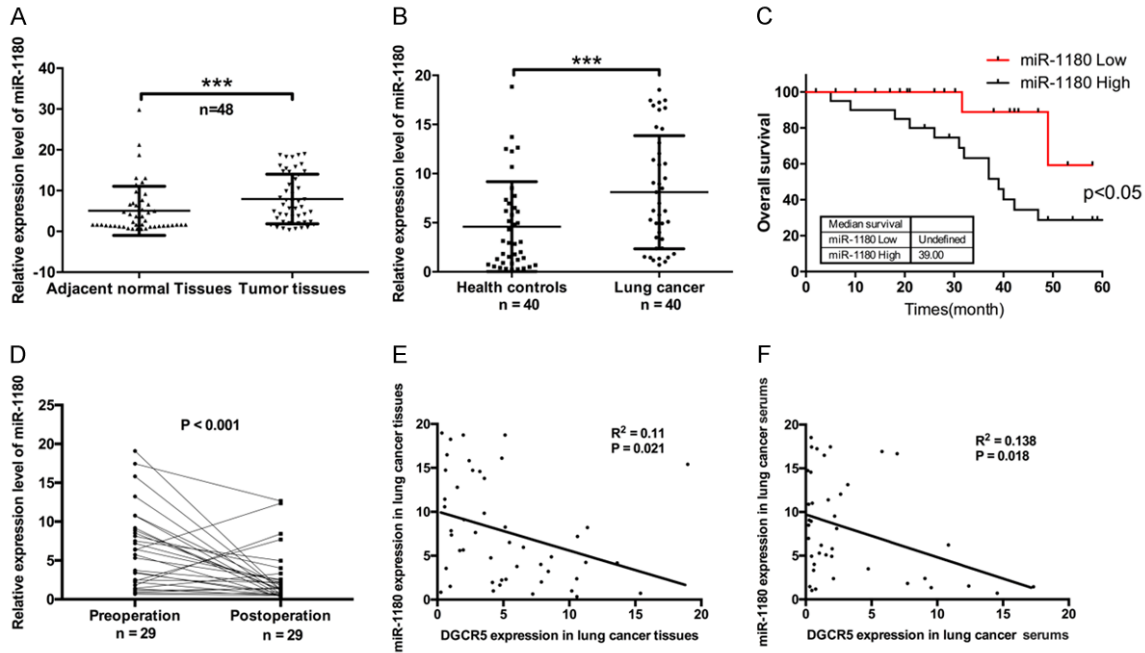 A
Relative expression level of miR-1180
40
30
20
10
0
-10
***
n=48
Adjacent normal Tissues
Tumor tissues
B
Relative expression level of miR-1180
20
15
10
5
0
***
Health controls
n = 40
Lung cancer
n = 40
C
miR-1180 Low
miR-1180 High
Overall survival
100
80
60
40
20
0
p<0.05
Median survival
miR-1180 Low Undefined
miR-1180 High 39.00
0 10 20 30 40 50 60
Times(month)
D
Relative expression level of miR-1180
25
20
15
10
5
0
P < 0.001
Preoperation
n = 29
Postoperation
n = 29
E
miR-1180 expression in lung cancer tissues
20
15
10
5
0
R² = 0.11
P = 0.021
0 5 10 15 20
DGCR5 expression in lung cancer tissues
F
miR-1180 expression in lung cancer serums
20
15
10
5
0
R² = 0.138
P = 0.018
0 5 10 15 20
DGCR5 expression in lung cancer serums